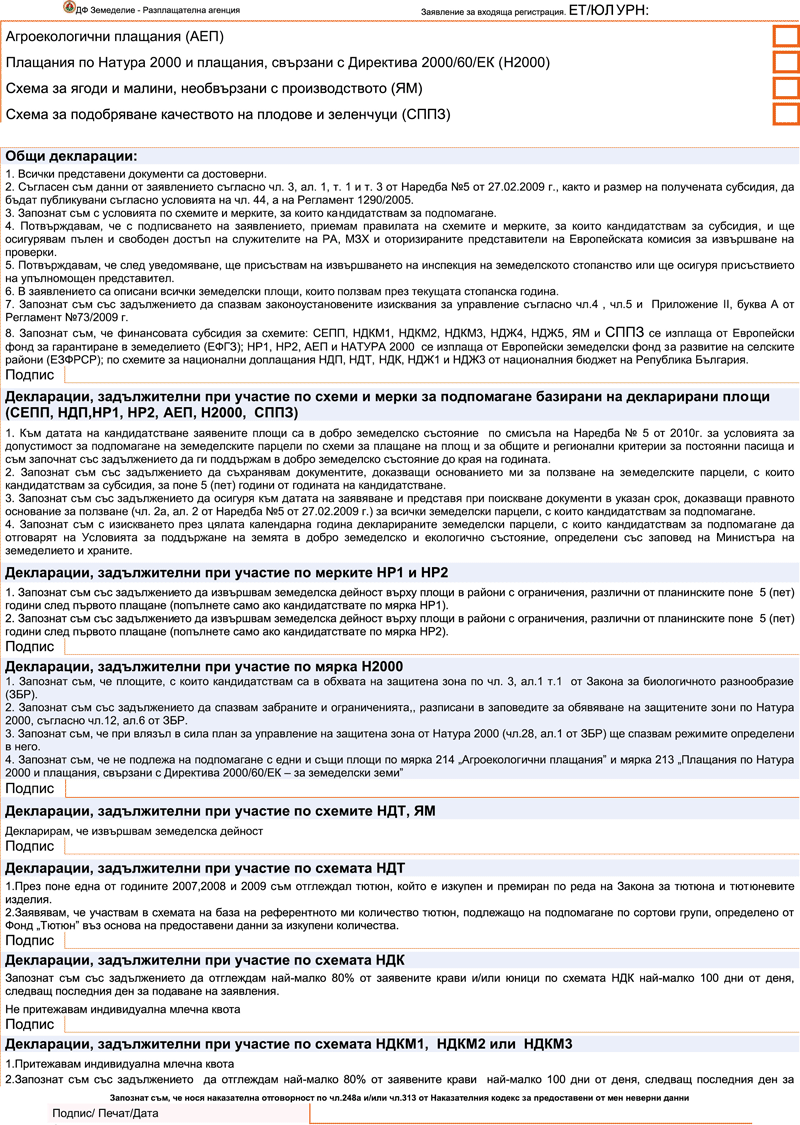 ДФ Земеделие - Разплащателна агенция
Заявление за входяща регистрация. ЕТ/ЮЛ УРН:
Агроекологични плащания (АЕП)
Плащания по Натура 2000 и плащания, свързани с Директива 2000/60/ЕК (Н2000)
Схема за ягоди и малини, необвързани с производството (ЯМ)
Схема за подобряване качеството на плодове и зеленчуци (СППЗ)
Общи декларации:
1. Всички представени документи са достоверни.
2. Съгласен съм данни от заявлението съгласно чл. 3, ал. 1, т. 1 и т. 3 от Наредба №5 от 27.02.2009 г., както и размер на получената субсидия, да
бъдат публикувани съгласно условията на чл. 44, а на Регламент 1290/2005.
3. Запознат съм с условията по схемите и мерките, за които кандидатствам за подпомагане.
4. Потвърждавам, че с подписването на заявлението, приемам правилата на схемите и мерките, за които кандидатствам за субсидия, и ще
осигурявам пълен и свободен достъп на служителите на РА, МЗХ и оторизираните представители на Европейската комисия за извършване на
проверки.
5. Потвърждавам, че след уведомяване, ще присъствам на извършването на инспекция на земеделското стопанство или ще осигуря присъствието
на упълномощен представител.
6. В заявлението са описани всички земеделски площи, които ползвам през текущата стопанска година.
7. Запознат съм със задължението да спазвам законоустановените изисквания за управление съгласно чл.4 , чл.5 и Приложение II, буква А от
Регламент №73/2009 г.
8. Запознат съм, че финансовата субсидия за схемите: СЕПП, НДКМ1, НДКМ2, НДКМ3, НДЖ4, НДЖ5, ЯМ и СППЗ се изплаща от Европейски
фонд за гарантиране в земеделието (ЕФГЗ); НР1, НР2, АЕП и НАТУРА 2000 се изплаща от Европейски земеделски фонд за развитие на селските
райони (ЕЗФРСР); по схемите за национални доплащания НДП, НДТ, НДК, НДЖ1 и НДЖ3 от националния бюджет на Република България.
Подпис
Декларации, задължителни при участие по схеми и мерки за подпомагане базирани на декларирани площи
(СЕПП, НДП,НР1, НР2, АЕП, Н2000, СППЗ)
1. Към датата на кандидатстване заявените площи са в добро земеделско състояние по смисъла на Наредба № 5 от 2010г. за условията за
допустимост за подпомагане на земеделските парцели по схеми за плащане на площ и за общите и регионални критерии за постоянни пасища и
съм започнат със задължението да ги поддържам в добро земеделско състояние до края на годината.
2. Запознат съм със задължението да съхранявам документите, доказващи основанието ми за ползване на земеделските парцели, с които
кандидатствам за субсидия, за поне 5 (пет) години от годината на кандидатстване.
3. Запознат съм със задължението да осигуря към датата на заявяване и представя при поискване документи в указан срок, доказващи правното
основание за ползване (чл. 2а, ал. 2 от Наредба №5 от 27.02.2009 г.) за всички земеделски парцели, с които кандидатствам за подпомагане.
4. Запознат съм с изискването през цялата календарна година декларираните земеделски парцели, с които кандидатствам за подпомагане да
отговарят на Условията за поддържане на земята в добро земеделско и екологично състояние, определени със заповед на Министъра на
земеделието и храните.
Декларации, задължителни при участие по мерките НР1 и НР2
1. Запознат съм със задължението да извършвам земеделска дейност върху площи в райони с ограничения, различни от планинските поне 5 (пет)
години след първото плащане (попълнете само ако кандидатствате по мярка НР1).
2. Запознат съм със задължението да извършвам земеделска дейност върху площи в райони с ограничения, различни от планинските поне 5 (пет)
години след първото плащане (попълнете само ако кандидатствате по мярка НР2).
Подпис
Декларации, задължителни при участие по мярка Н2000
1. Запознат съм, че площите, с които кандидатствам са в обхвата на защитена зона по чл. 3, ал.1 т.1 от Закона за биологичното разнообразие
(ЗБР).
2. Запознат съм със задължението да спазвам забраните и ограниченията,, разписани в заповедите за обявяване на защитените зони по Натура
2000, съгласно чл.12, ал.6 от ЗБР.
3. Запознат съм, че при влязъл в сила план за управление на защитена зона от Натура 2000 (чл.28, ал.1 от ЗБР) ще спазвам режимите определени
в него.
4. Запознат съм, че не подлежа на подпомагане с едни и същи площи по мярка 214 „Агроекологични плащания” и мярка 213 „Плащания по Натура
2000 и плащания, свързани с Директива 2000/60/ЕК – за земеделски земи”
Подпис
Декларации, задължителни при участие по схемите НДТ, ЯМ
Декларирам, че извършвам земеделска дейност
Подпис
Декларации, задължителни при участие по схемата НДТ
1.През поне една от годините 2007,2008 и 2009 съм отглеждал тютюн, който е изкупен и премиран по реда на Закона за тютюна и тютюневите
изделия.
2.Заявявам, че участвам в схемата на база на референтното ми количество тютюн, подлежащо на подпомагане по сортови групи, определено от
Фонд „Тютюн” въз основа на предоставени данни за изкупени количества.
Подпис
Декларации, задължителни при участие по схемата НДК
Запознат съм със задължението да отглеждам най-малко 80% от заявените крави и/или юници по схемата НДК най-малко 100 дни от деня,
следващ последния ден за подаване на заявления.
Не притежавам индивидуална млечна квота
Подпис
Декларации, задължителни при участие по схемата НДКМ1, НДКМ2 или НДКМ3
1.Притежавам индивидуална млечна квота
2.Запознат съм със задължението да отглеждам най-малко 80% от заявените крави най-малко 100 дни от деня, следващ последния ден за
Запознат съм, че нося наказателна отговорност по чл.248а и/или чл.313 от Наказателния кодекс за предоставени от мен неверни данни
Подпис/ Печат/Дата